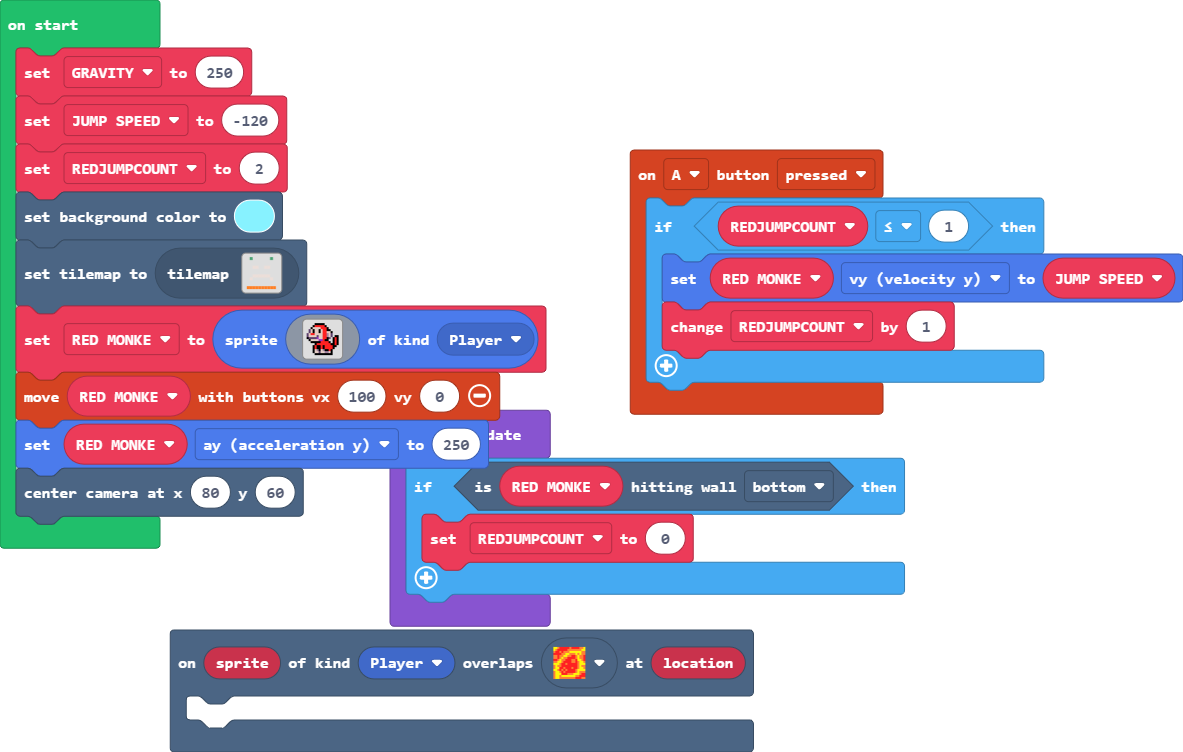 on start
set GRAVITY to 250
set JUMP SPEED to -120
set REDJUMPCOUNT to 2
set background color to
set tilemap to tilemap
set RED MONKE to sprite of kind Player
move RED MONKE with buttons vx 100 vy 0
set RED MONKE ay (acceleration y) to 250
center camera at x 80 y 60
on A button pressed
if REDJUMPCOUNT ≤ 1 then
set RED MONKE vy (velocity y) to JUMP SPEED
change REDJUMPCOUNT by 1
date
if is RED MONKE hitting wall bottom then
set REDJUMPCOUNT to 0
on sprite of kind Player overlaps at location